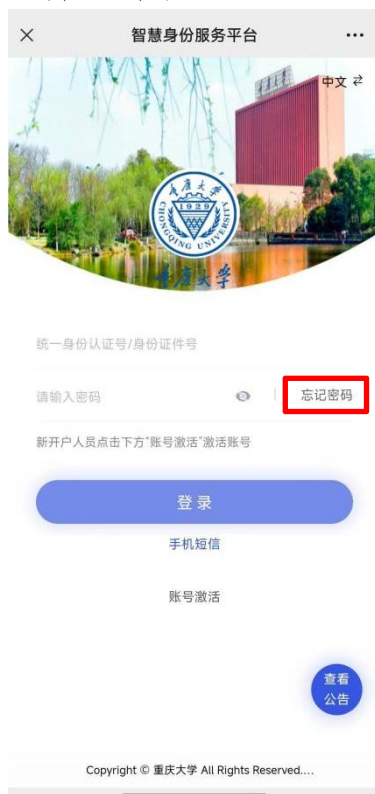 智慧身份服务平台
中文
重庆大学
1929
CHONGQING UNIVERSITY
重庆大学
统一身份认证号/身份证件号
请输入密码
忘记密码
新开户人员点击下方“账号激活”激活账号
登录
手机短信
账号激活
查看
公告
Copyright © 重庆大学 All Rights Reserved....